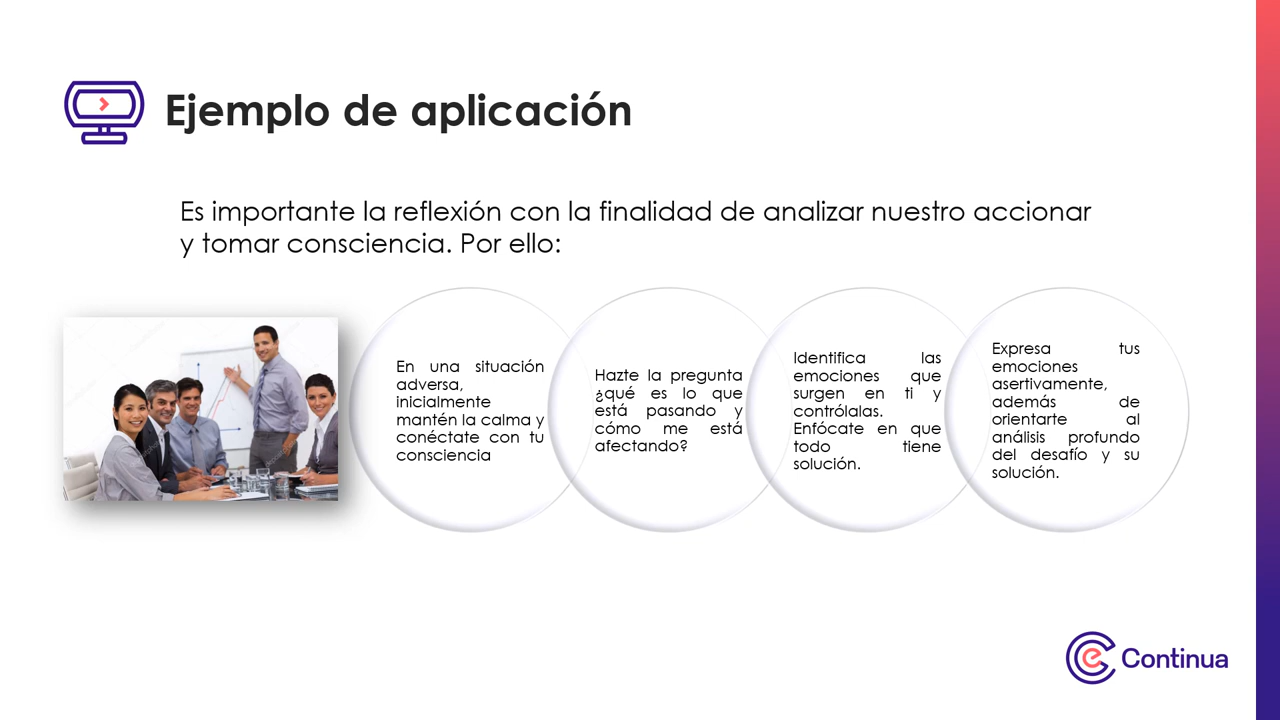 Ejemplo de aplicación
Es importante la reflexión con la finalidad de analizar nuestro accionar
y tomar consciencia. Por ello:
En una situación
adversa,
inicialmente
mantén la calma y
conéctate con tu
consciencia
Hazte la pregunta
¿qué es lo que
está pasando y
cómo me está
afectando?
Identifica las
emociones que
surgen en ti y
contrólalas.
Enfócate en que
todo tiene
solución.
Expresa tus
emociones
asertivamente,
además de
orientarte al
análisis profundo
del desafío y su
solución.
Continua